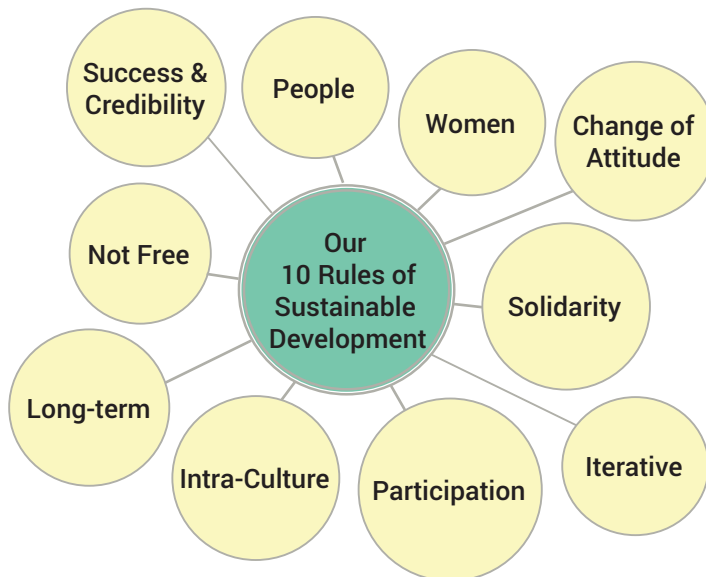 Success &
Credibility
People
Women
Change of
Attitude
Not Free
Our
10 Rules of
Sustainable
Development
Solidarity
Long-term
Intra-Culture
Participation
Iterative